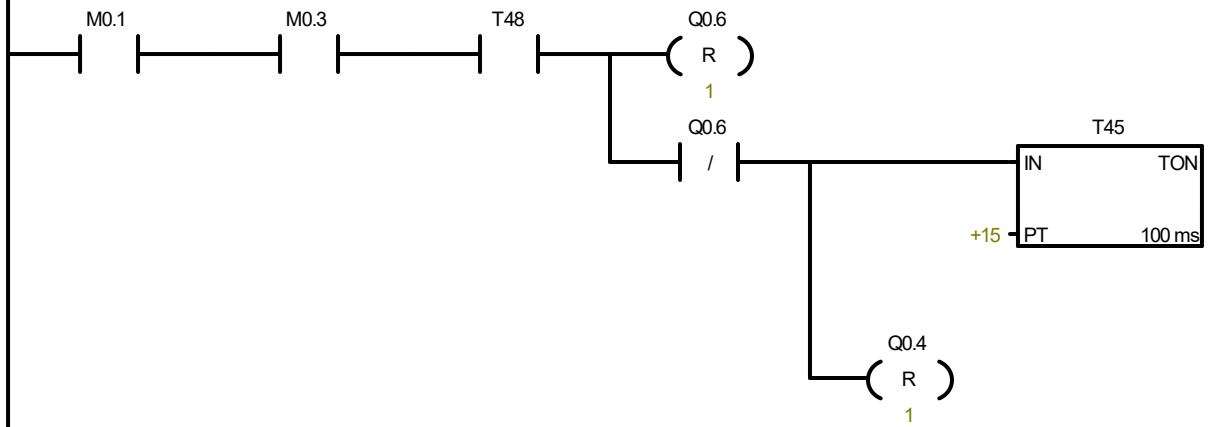 M0.1 M0.3 T48 Q0.6
R
1
Q0.6 T45
/ IN TON
+15 PT 100 ms
Q0.4
R
1